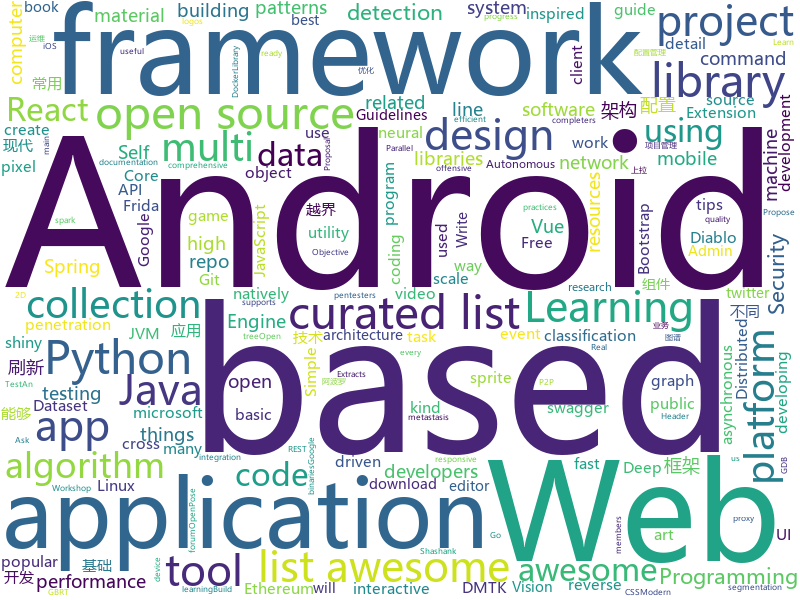 book
material
building
patterns
detection
system
inspired
best
guide
useful
progress
Learn
运维
iOS
logos
ready
配置管理
computer
常用
framework
DockerLibrary
优化
client
project
detail
command
library
React
open source
related
line
Guidelines
software
架构
配置
source
Extension
create
现代
multi
Self
data
neural
design
using
efficient
main
completers
development
pixel
documentation
comprehensive
Core
API
Frida
object
libraries
Autonomous
work
项目管理
machine
Google
game
utility
program
network
mobile
Parallel
offensive
上拉
JavaScript
越界
Proposal
used
Write
Free
Vue
resources
tips
practices
quality
Propose
spark
Spring
high
repo
Git
coding
way
Objective
Bootstrap
Diablo
Admin
Security
Android
natively
video
scale
组件
twitter
2D
supports
penetration
collection
curated list
Learning
research
pentesters
不同
JVM
应用
Engine
architecture
task
event
classification
业务
图谱
shiny
技术
Simple
treeOpen
every
Real
刷新
Python
based
asynchronous
Distributed
platform
TestAn
testing
Java
open
graph
阿波罗
Extracts
P2P
sprite
developing
能够
Dataset
app
microsoft
basic
kind
swagger
public
metastasis
Header
cross
things
REST
many
driven
fast
Ask
integration
algorithm
code
developers
responsive
Deep
框架
Linux
download
editor
us
Workshop
application
Web
GDB
UI
forumOpenPose
binariesGoogle
Go
members
proxy
art
popular
基础
tool
list awesome
awesome
Programming
开发
performance
device
learningBuild
Ethereum
will
interactive
DMTK
Vision
reverse
Shashank
GBRT
CSSModern
segmentation